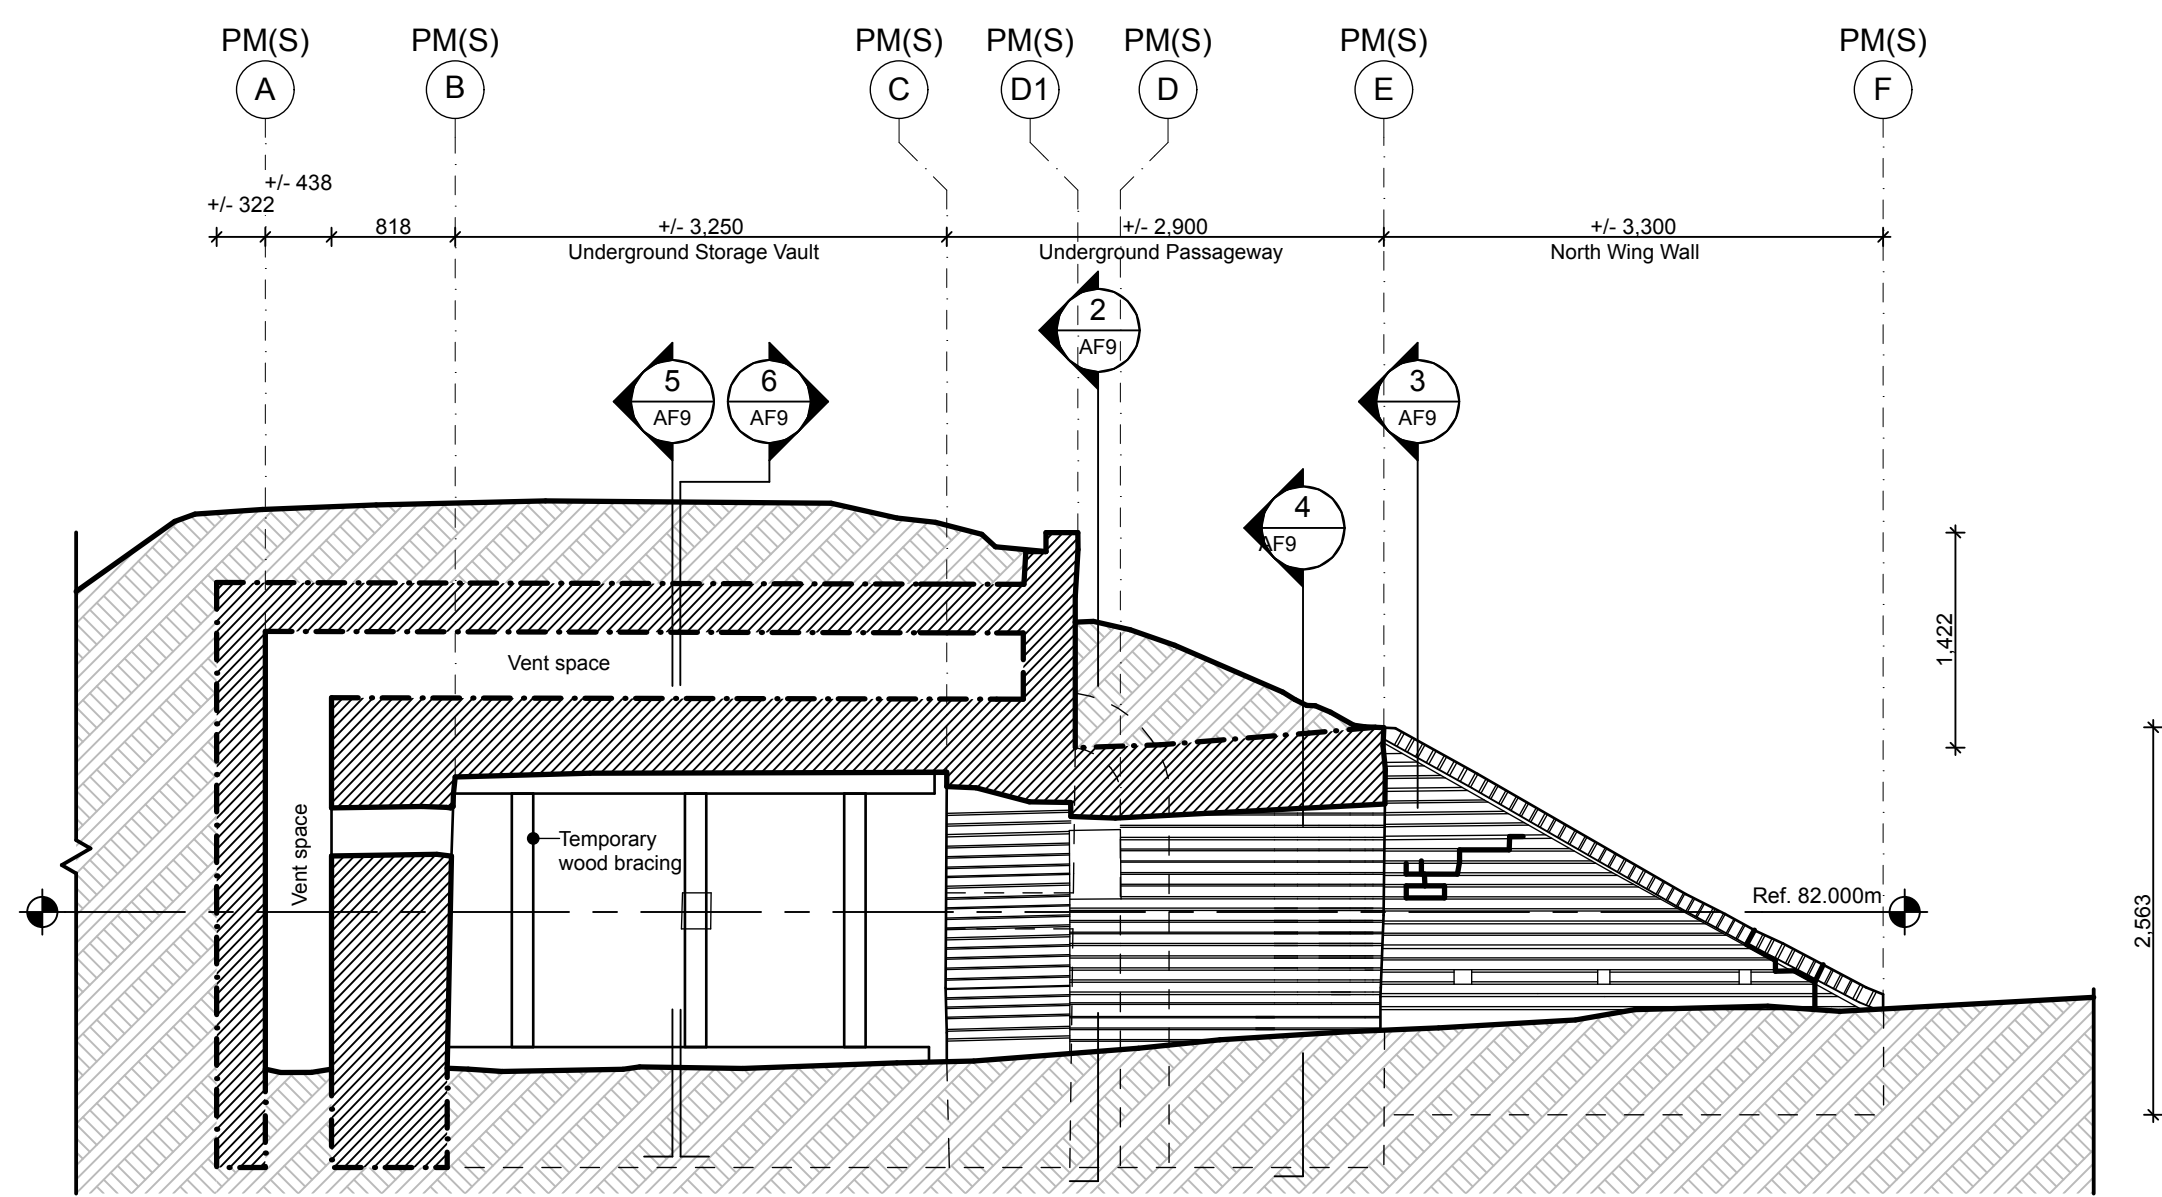 PM(S) PM(S) PM(S) PM(S) PM(S) PM(S) PM(S)
A B C D1 D E F
+/- 438
+/- 322
818 +/- 3,250 +/- 2,900 +/- 3,300
Underground Storage Vault Underground Passageway North Wing Wall
2
AF9
5 6 3
AF9 AF9 AF9
4
AF9
1,422
Vent space
Vent space
Temporary
wood bracing
Ref. 82.000m
2,563